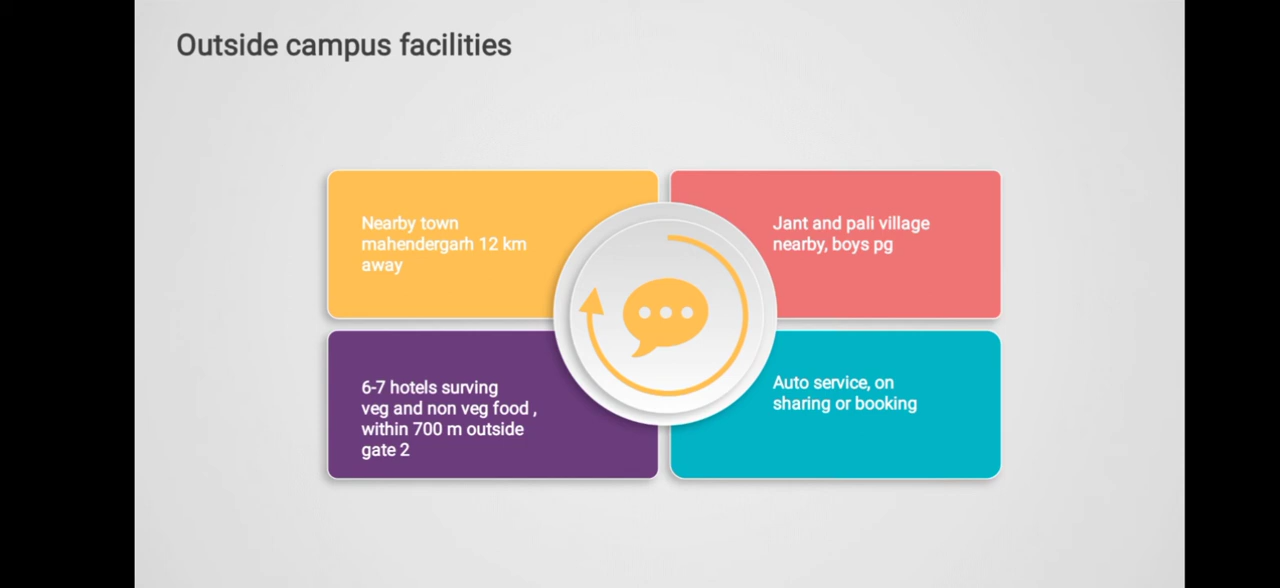 Outside campus facilities
Nearby town
mahendergarh 12 km
away
Jant and pali village
nearby, boys pg
6-7 hotels surving
veg and non veg food ,
within 700 m outside
gate 2
Auto service, on
sharing or booking